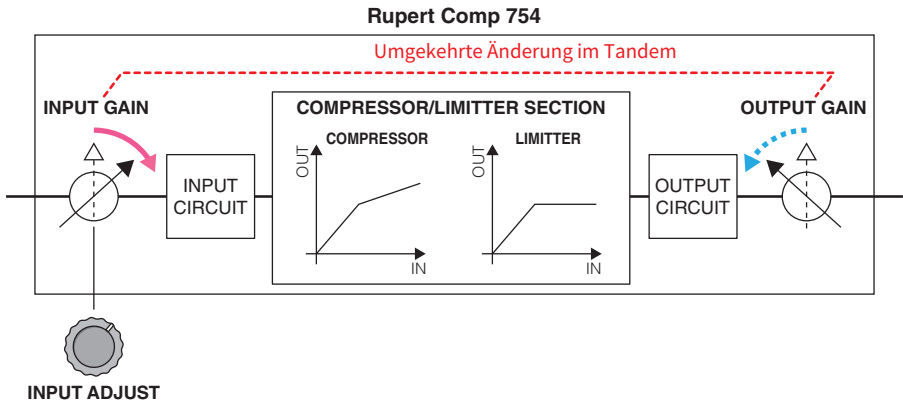 Rupert Comp 754
Umgekehrte Änderung im Tandem
INPUT GAIN
COMPRESSOR/LIMITTER SECTION
OUTPUT GAIN
COMPRESSOR
LIMITTER
OUT
OUT
INPUT
CIRCUIT
OUTPUT
CIRCUIT
IN
IN
INPUT ADJUST